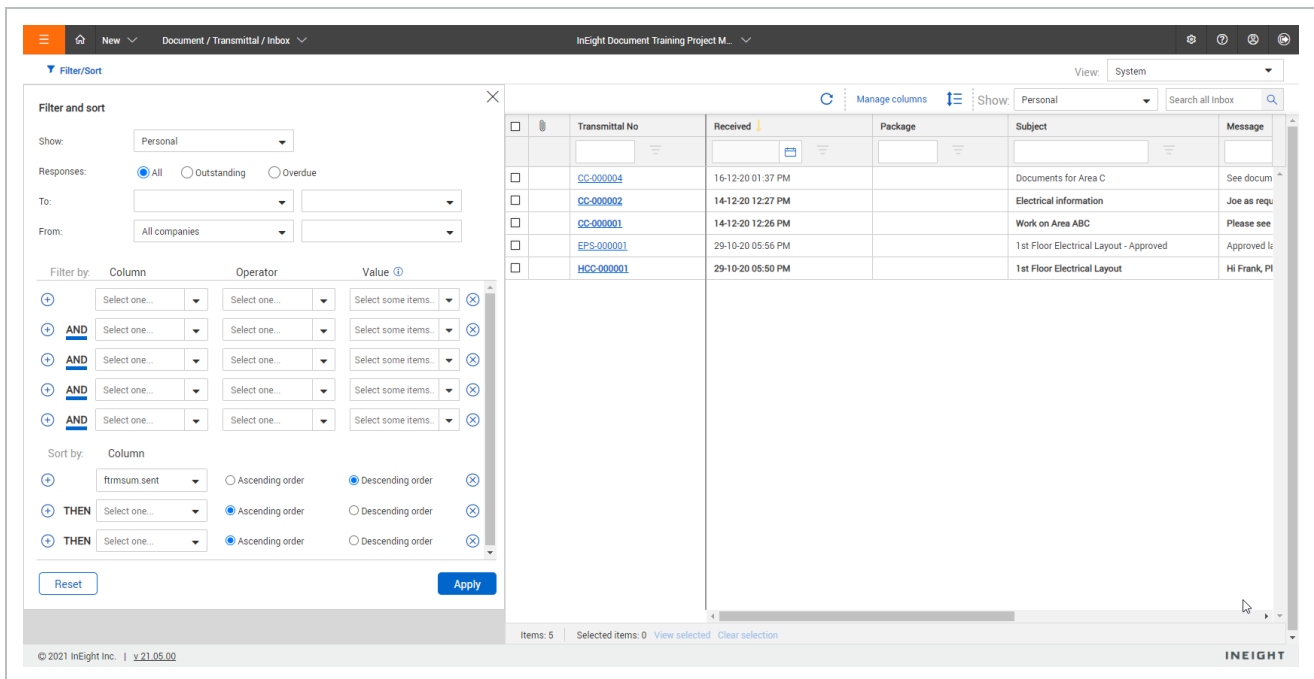 New Document / Transmittal / Inbox InEight Document Training Project M...
Filter/Sort View: System
Filter and sort
Manage columns Show: Personal Search all Inbox
Show: Personal
Responses: All Outstanding Overdue
To:
From: All companies
Filter by: Column Operator Value
Select one... Select one... Select some items..
AND Select one... Select one... Select some items..
AND Select one... Select one... Select some items..
AND Select one... Select one... Select some items..
AND Select one... Select one... Select some items..
Sort by: Column
ftrmsum.sent Ascending order Descending order
THEN Select one... Ascending order Descending order
THEN Select one... Ascending order Descending order
Reset Apply
Transmittal No Received Package Subject Message
CC-000004 16-12-20 01:37 PM Documents for Area C See docum
CC-000002 14-12-20 12:27 PM Electrical information Joe as requ
CC-000001 14-12-20 12:26 PM Work on Area ABC Please see
EPS-000001 29-10-20 05:56 PM 1st Floor Electrical Layout - Approved Approved la
HCC-000001 29-10-20 05:50 PM 1st Floor Electrical Layout Hi Frank, Pl
Items: 5 Selected items: 0 View selected Clear selection
© 2021 InEight Inc. | v 21.05.00 INEIGHT